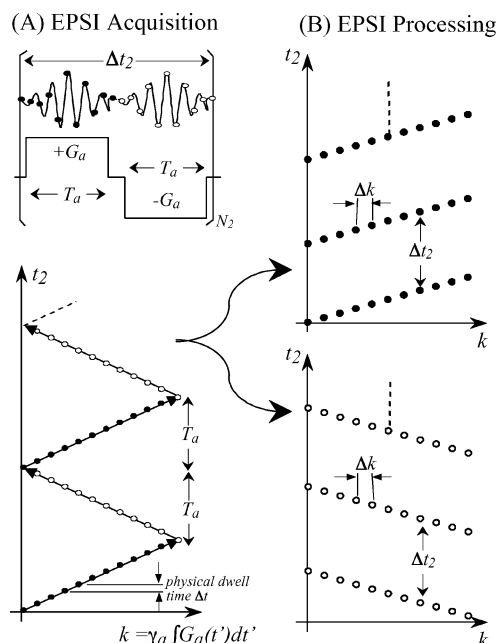 (A) EPSI Acquisition
Δt₂
+Gₐ
Tₐ
Tₐ
-Gₐ
N₂
t₂
Tₐ
Tₐ
physical dwell
time Δt
k =γₐ ∫Gₐ(t')dt'
(B) EPSI Processing
t₂
Δk
Δt₂
k
t₂
Δk
Δt₂
k